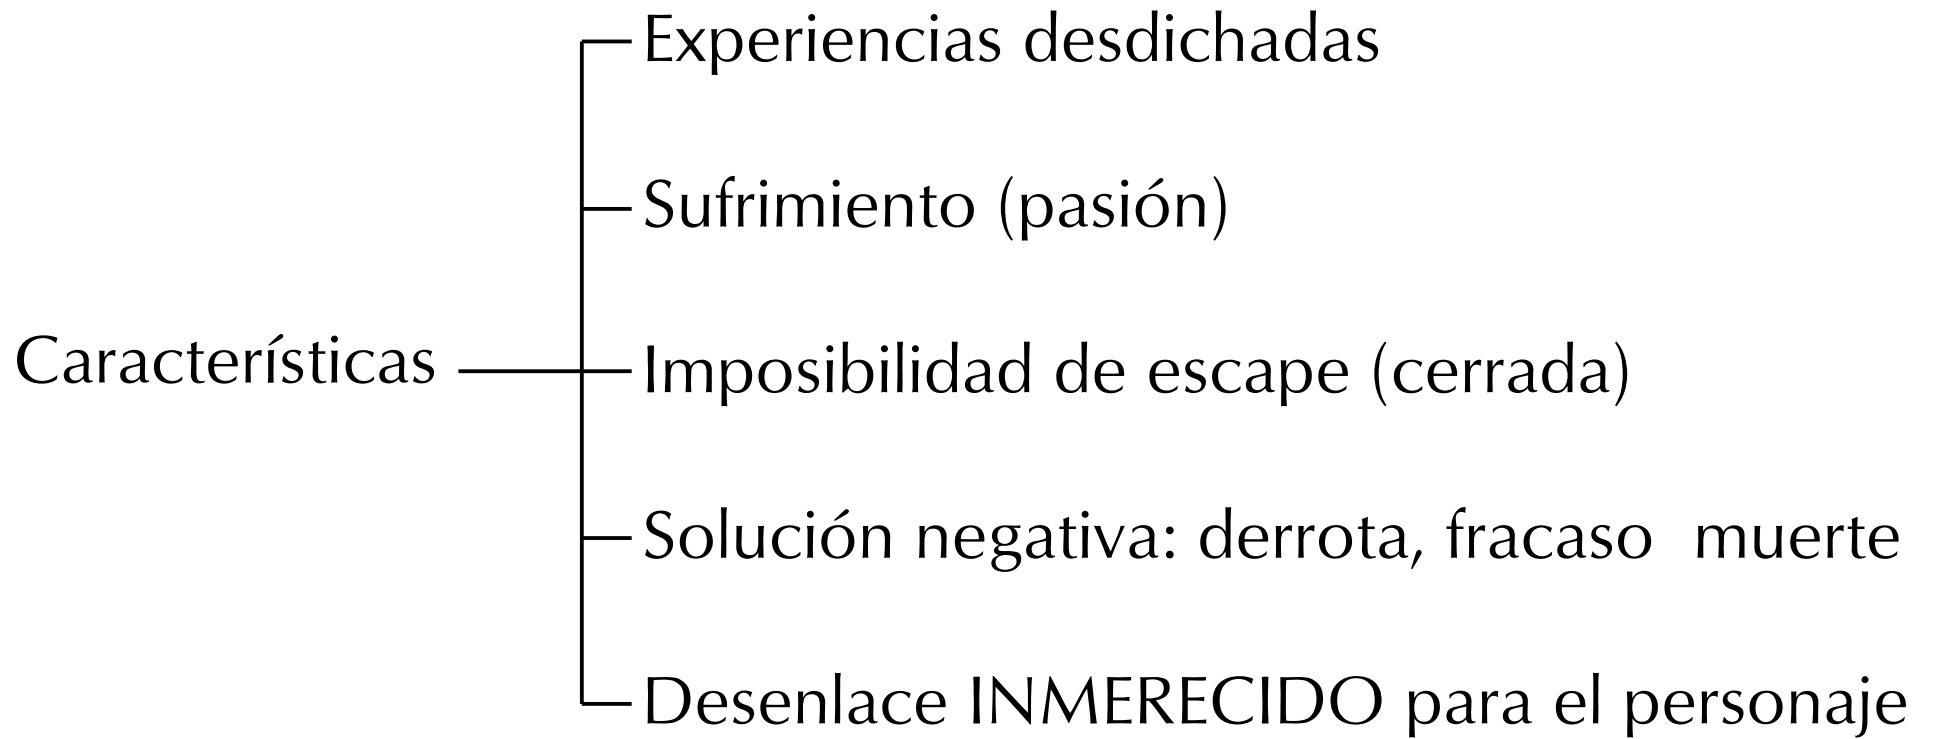 Experiencias desdichadas
Sufrimiento (pasión)
Características
Imposibilidad de escape (cerrada)
Solución negativa: derrota, fracaso  muerte
Desenlace INMERECIDO para el personaje